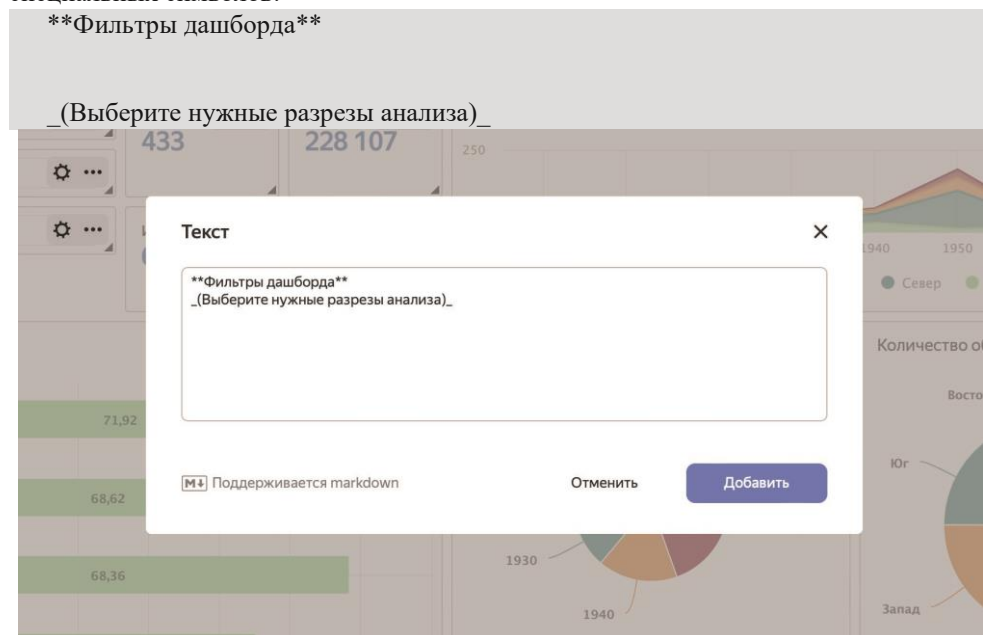 **Фильтры дашборда**
_(Выберите нужные разрезы анализа)_
433
228 107
250
Текст
**Фильтры дашборда**
_(Выберите нужные разрезы анализа)_
1940
1950
Север
Количество
Юг
71,92
Поддерживается markdown
Отменить
Добавить
68,62
1930
68,36
1940
Запад